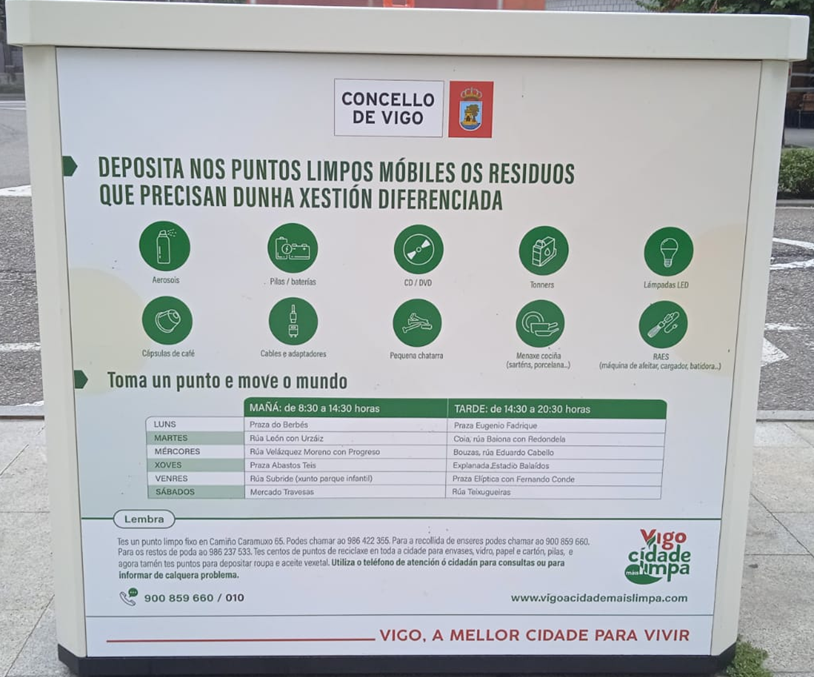 CONCELLO
DE VIGO
DEPOSITA NOS PUNTOS LIMPOS MÓBILES OS RESIDUOS
QUE PRECISAN DUNHA XESTIÓN DIFERENCIADA
Aerosois
Pilas / baterías
CD / DVD
Tonners
Lámpadas LED
Cápsulas de café
Cables e adaptadores
Pequena chatarra
Menaxe cociña
(sarténs, porcelana...)
RAES
(máquina de afeitar, cargador, batidora..)
Toma un punto e move o mundo
MAÑÁ: de 8:30 a 14:30 horas TARDE: de 14:30 a 20:30 horas
LUNS Praza do Berbés Praza Eugenio Fadrique
MARTES Rúa León con Urzáiz Coia, rúa Baiona con Redondela
MÉRCORES Rúa Velázquez Moreno con Progreso Bouzas, rúa Eduardo Cabello
XOVES Praza Abastos Teis Explanada Estadio Balaídos
VENRES Rúa Subride (xunto parque infantil) Praza Elíptica con Fernando Conde
SÁBADOS Mercado Travesas Rúa Teixugueiras
Lembra
Tes un punto limpo fixo en Camiño Caramuxo 65. Podes chamar ao 986 422 355. Para a recollida de enseres podes chamar ao 900 859 660.
Para os restos de poda ao 986 237 533. Tes centos de puntos de reciclaxe en toda a cidade para envases, vidro, papel e cartón, pilas, e
agora tamén tes puntos para depositar roupa e aceite vexetal. Utiliza o teléfono de atención ó cidadán para consultas ou para
informar de calquera problema.
Vigo
cidade
máis limpa
900 859 660 / 010
www.vigoacidademaislimpa.com
VIGO, A MELLOR CIDADE PARA VIVIR